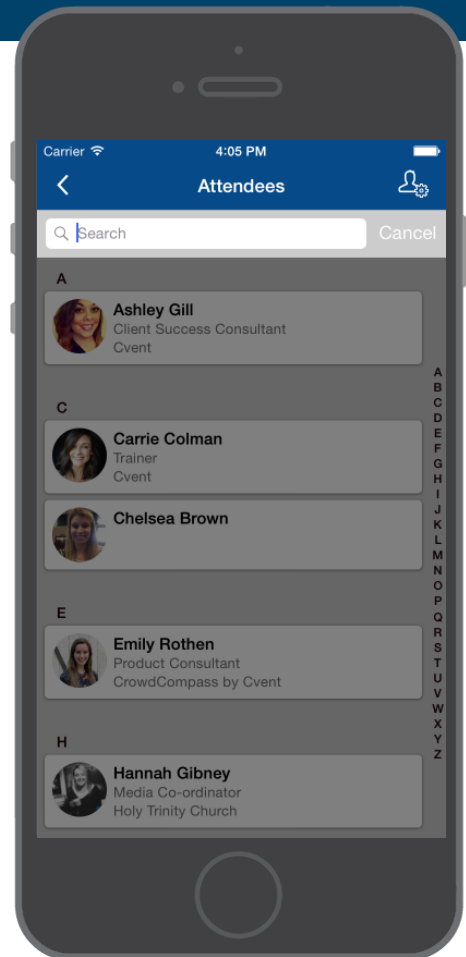 Carrier 4:05 PM
Attendees
Search Cancel
A
Ashley Gill
Client Success Consultant
Cvent
C
Carrie Colman
Trainer
Cvent
Chelsea Brown
E
Emily Rothen
Product Consultant
CrowdCompass by Cvent
H
Hannah Gibney
Media Co-ordinator
Holy Trinity Church
A
B
C
D
E
F
G
H
I
J
K
L
M
N
O
P
Q
R
S
T
U
V
W
X
Y
Z